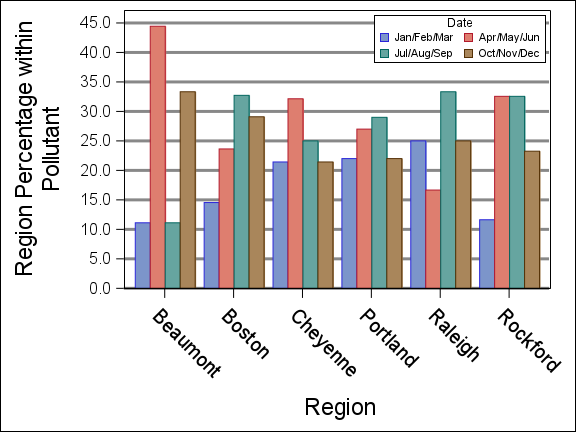 Region Percentage within
Pollutant
45.0
40.0
35.0
30.0
25.0
20.0
15.0
10.0
5.0
0.0
Date
Jan/Feb/Mar Apr/May/Jun
Jul/Aug/Sep Oct/Nov/Dec
Beaumont
Boston
Cheyenne
Portland
Raleigh
Rockford
Region